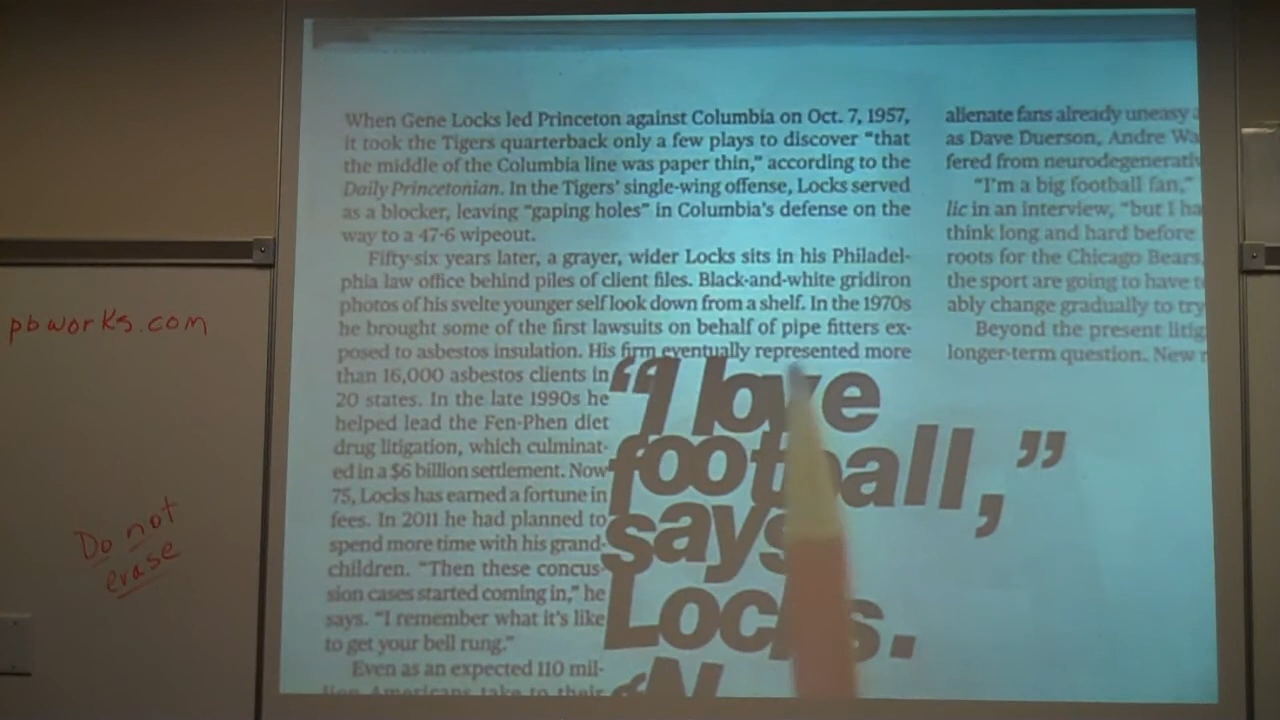 pbworks.com
Do not
erase
When Gene Locks led Princeton against Columbia on Oct. 7, 1957,
it took the Tigers quarterback only a few plays to discover “that
the middle of the Columbia line was paper thin,” according to the
Daily Princetonian. In the Tigers’ single-wing offense, Locks served
as a blocker, leaving “gaping holes” in Columbia’s defense on the
way to a 47-6 wipeout.
Fifty-six years later, a grayer, wider Locks sits in his Philadel-
phia law office behind piles of client files. Black-and-white gridiron
photos of his svelte younger self look down from a shelf. In the 1970s
he brought some of the first lawsuits on behalf of pipe fitters ex-
posed to asbestos insulation. His firm eventually represented more
than 16,000 asbestos clients in
20 states. In the late 1990s he
helped lead the Fen-Phen diet
drug litigation, which culminat-
ed in a $6 billion settlement. Now
75, Locks has earned a fortune in
fees. In 2011 he had planned to
spend more time with his grand-
children. “Then these concus-
sion cases started coming in,” he
says. “I remember what it’s like
to get your bell rung.”
Even as an expected 110 mil-
lion Americans take to their
“I love
football,”
says
Locks.
alienate fans already uneasy
as Dave Duerson, Andre
fered from
“I’m a big football fan,”
lic in an interview, “but I
think long and hard before
roots for the Chicago Bears,
the sport are going to have
ably change gradually to try
Beyond the present
longer-term question. New